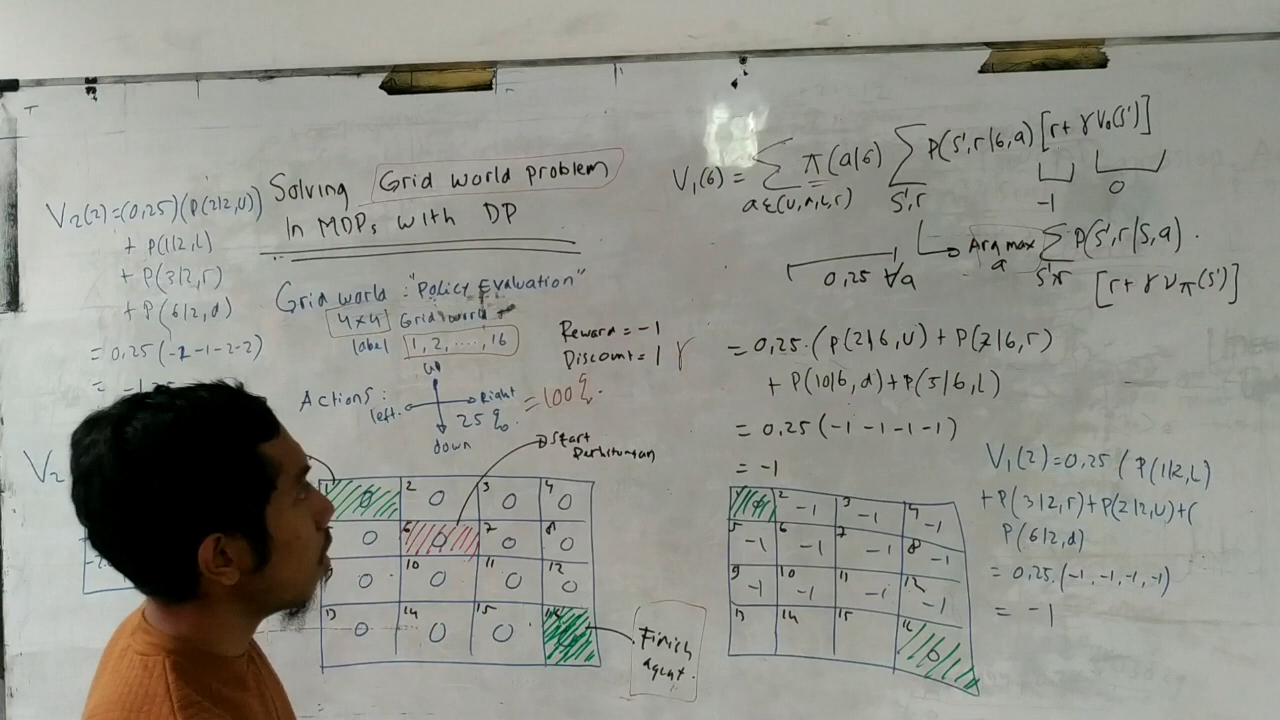 Solving Grid world problem
In MDPs with DP
V₂(2)=(0,25)(P(2|2,U))
+ P(1|2,L)
+ P(3|2,r)
+ P(6|2,d)
= 0,25(-1-1-2-2)
=
V₂
Grid world : "Policy Evaluation"
4x4 Gridworld
label 1, 2, ...., 16
Reward = -1
Discount = 1 γ
Actions :
up
left
Right
down
25%
= 100%.
Start
Perhitungan
1 0 2 0 3 0 4 0
0 6 0 7 0 8 0
0 10 0 11 0 12 0
13 0 14 0 15 0 16
Finish
agent.
V₁(6) = Σ π(a|6) Σ P(s',r|6,a) [r+ γV₀(s')]
a∈(U,r,L,r) s',r -1 0
0,25 ∀a
Arg max Σ P(s',r|s,a) .
a s'r [r+ γVπ(s')]
= 0,25.(P(2|6,U) + P(7|6,r)
+ P(10|6,d)+P(5|6,L)
= 0,25(-1-1-1-1)
= -1
1 2 -1 3 -1 4 -1
5 -1 6 -1 7 -1 8 -1
9 -1 10 -1 11 -1 12 -1
13 14 15 16 0
V₁(2)=0,25 (P(1|2,L)
+P(3|2,r)+P(2|2,U)+(
P(6|2,d)
= 0,25.(-1,-1,-1,-1)
= -1